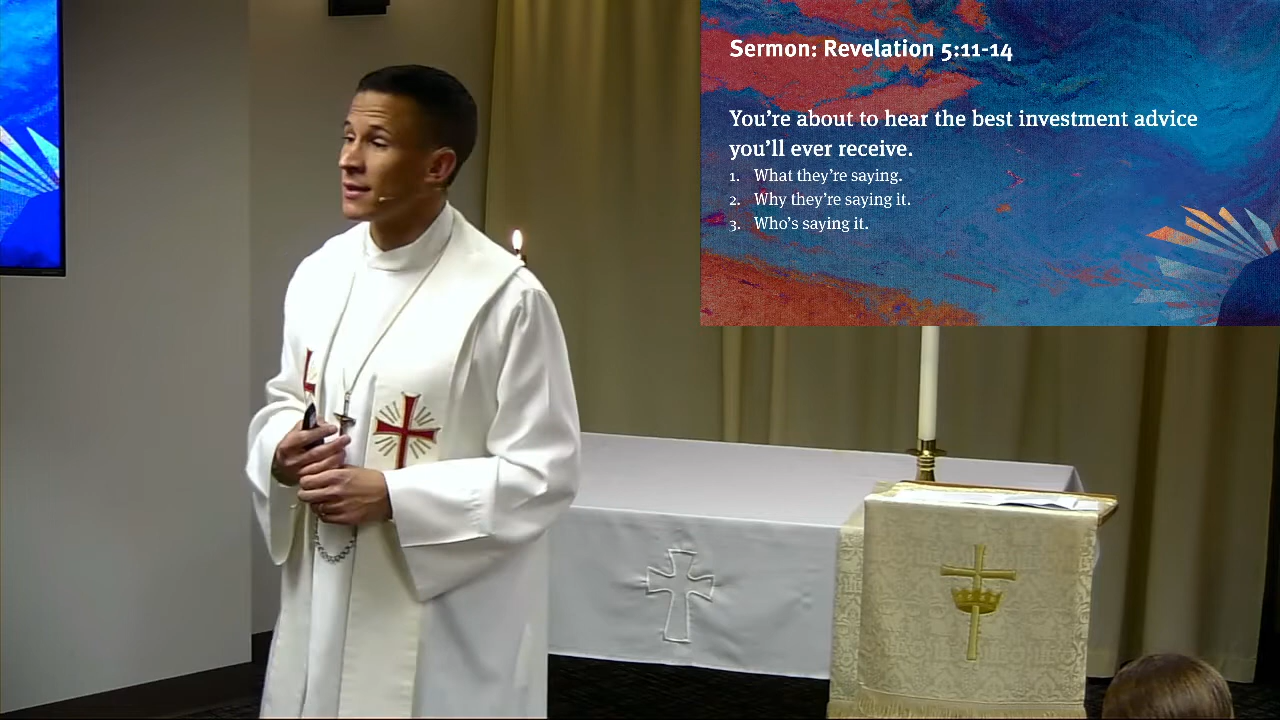 Sermon: Revelation 5:11-14
You're about to hear the best investment advice
you'll ever receive.
1. What they're saying.
2. Why they're saying it.
3. Who's saying it.